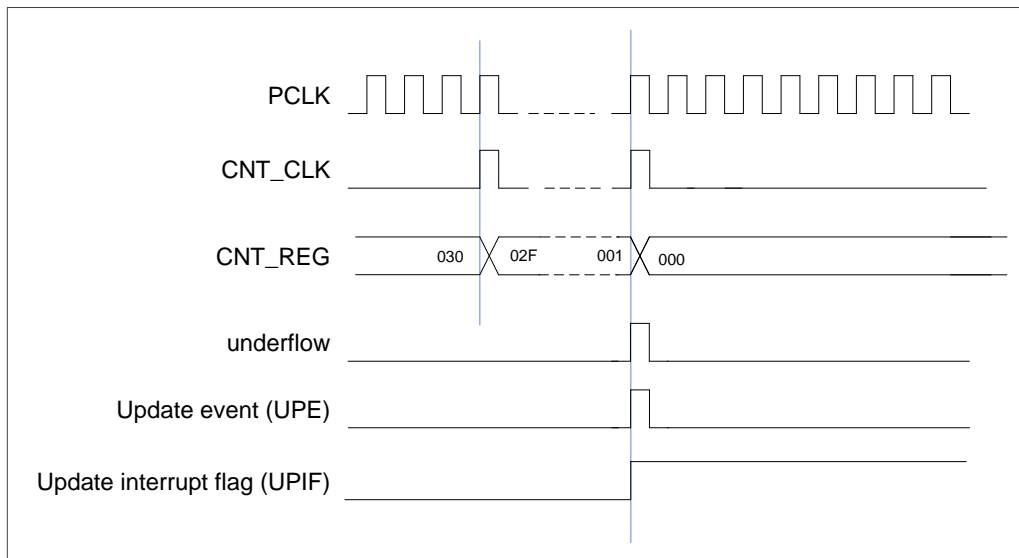 PCLK
CNT_CLK
CNT_REG
030
02F
001
000
underflow
Update event (UPE)
Update interrupt flag (UPIF)